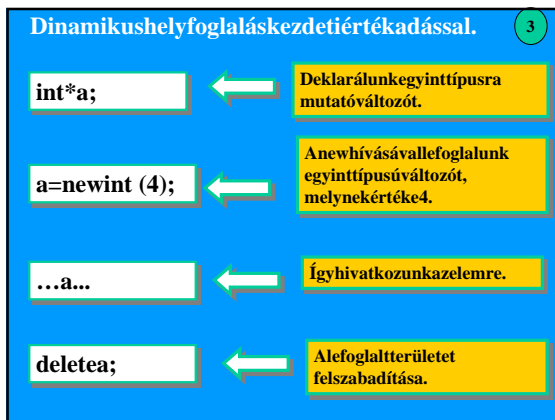 Dinamikushelyfoglaláskezdetiértékadással.
3
int*a;
Deklarálunkegyinttípusra
mutatóváltozót.
a=newint (4);
Anewhívásávallefoglalunk
egyinttípusúváltozót,
melynekértéke4.
…a...
Ígyhivatkozunkazelemre.
deletea;
Alefoglaltterületet
felszabadítása.